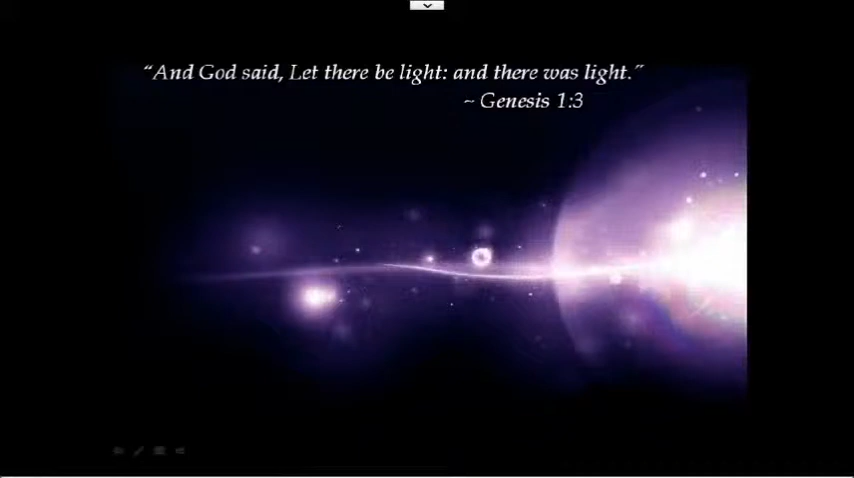 “And God said, Let there be light: and there was light.”
~ Genesis 1:3